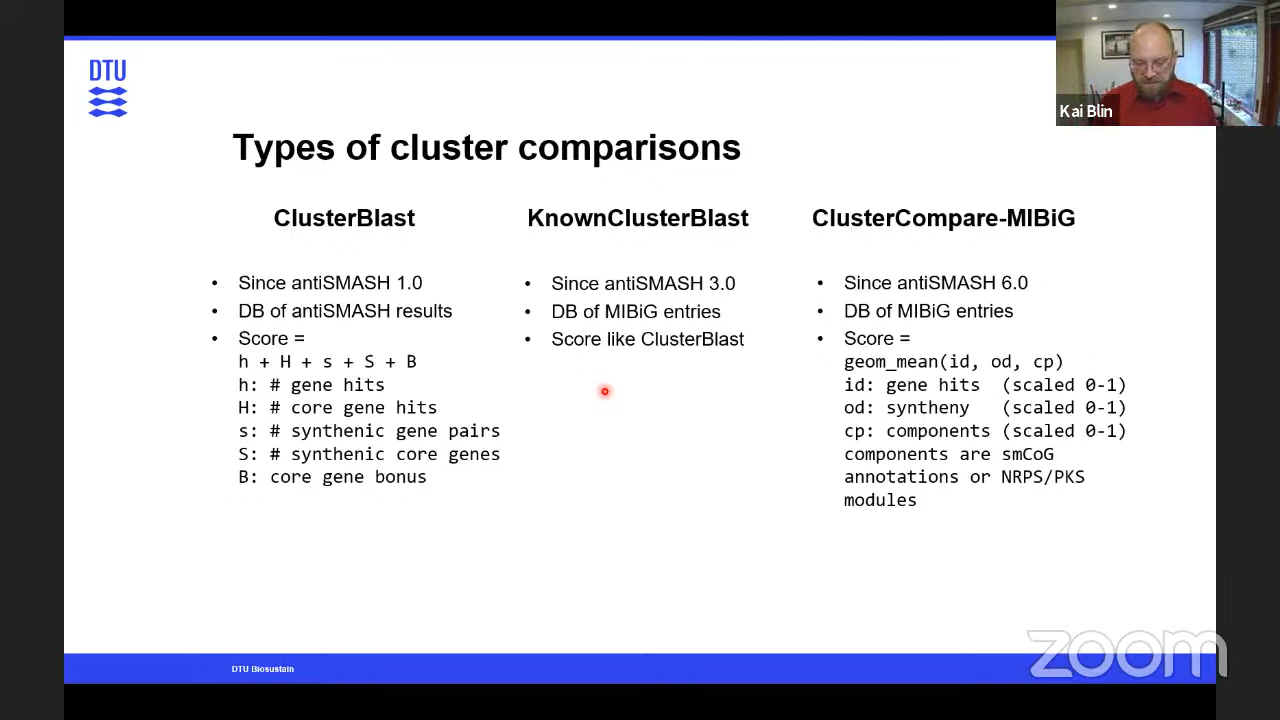 DTU
Kai Blin
Types of cluster comparisons
ClusterBlast
• Since antiSMASH 1.0
• DB of antiSMASH results
• Score =
h + H + s + S + B
h: # gene hits
H: # core gene hits
s: # synthenic gene pairs
S: # synthenic core genes
B: core gene bonus
KnownClusterBlast
• Since antiSMASH 3.0
• DB of MIBiG entries
• Score like ClusterBlast
ClusterCompare-MIBiG
• Since antiSMASH 6.0
• DB of MIBiG entries
• Score =
geom_mean(id, od, cp)
id: gene hits (scaled 0-1)
od: syntheny (scaled 0-1)
cp: components (scaled 0-1)
components are smCoG
annotations or NRPS/PKS
modules
DTU Biosustain
zoom